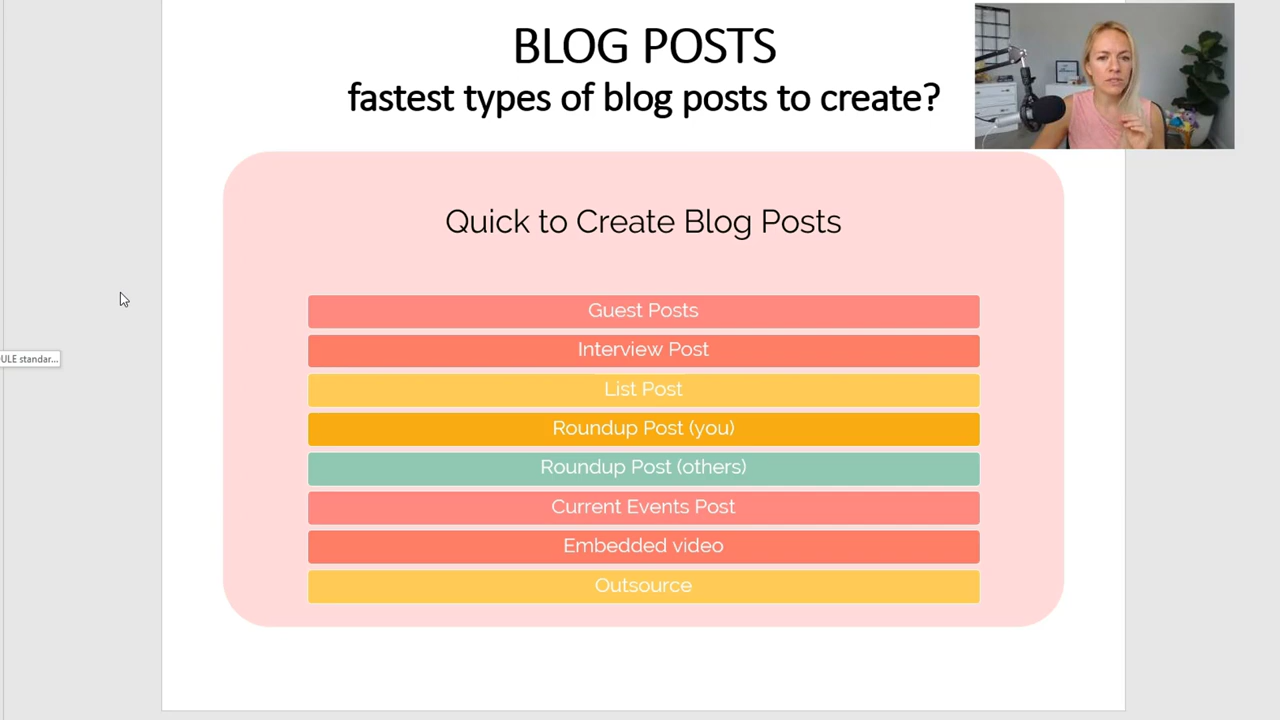 BLOG POSTS
fastest types of blog posts to create?
Quick to Create Blog Posts
Guest Posts
Interview Post
List Post
Roundup Post (you)
ULE standar...
Roundup Post (others)
Current Events Post
Embedded video
Outsource